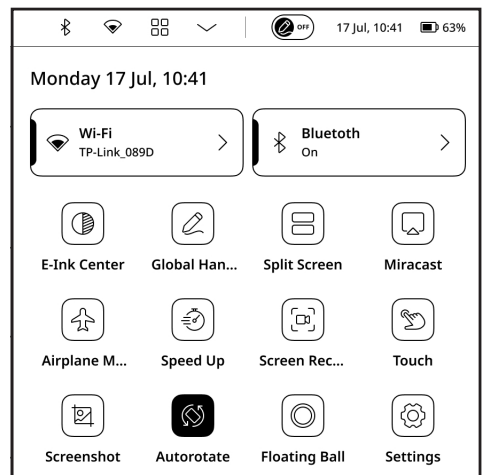 OFF 17 Jul, 10:41 63%
Monday 17 Jul, 10:41
Wi-Fi
TP-Link_089D
Bluetoth
On
E-Ink Center Global Han... Split Screen Miracast
Airplane M... Speed Up Screen Rec... Touch
Screenshot Autorotate Floating Ball Settings